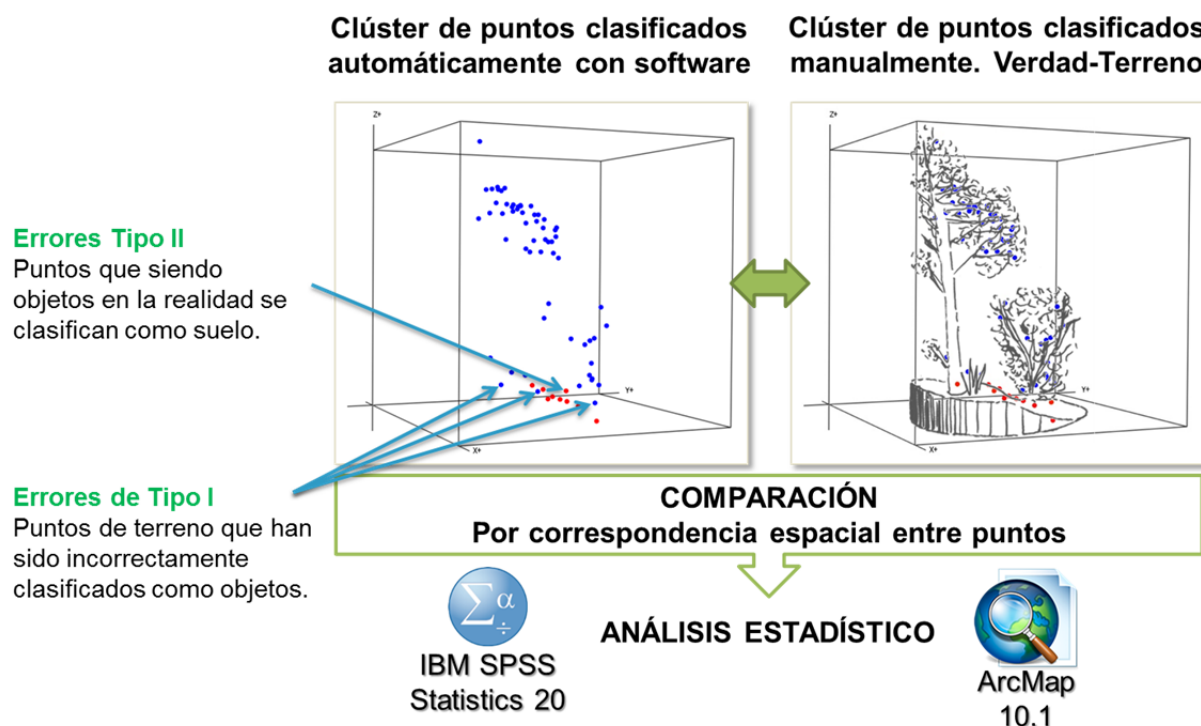 Clúster de puntos clasificados
automáticamente con software
Clúster de puntos clasificados
manualmente. Verdad-Terreno
Z+
Y+
X+
Z+
Y+
X+
Errores Tipo II
Puntos que siendo
objetos en la realidad se
clasifican como suelo.
Errores de Tipo I
Puntos de terreno que han
sido incorrectamente
clasificados como objetos.
COMPARACIÓN
Por correspondencia espacial entre puntos
Σ α
÷
IBM SPSS
Statistics 20
ANÁLISIS ESTADÍSTICO
ArcMap
10.1